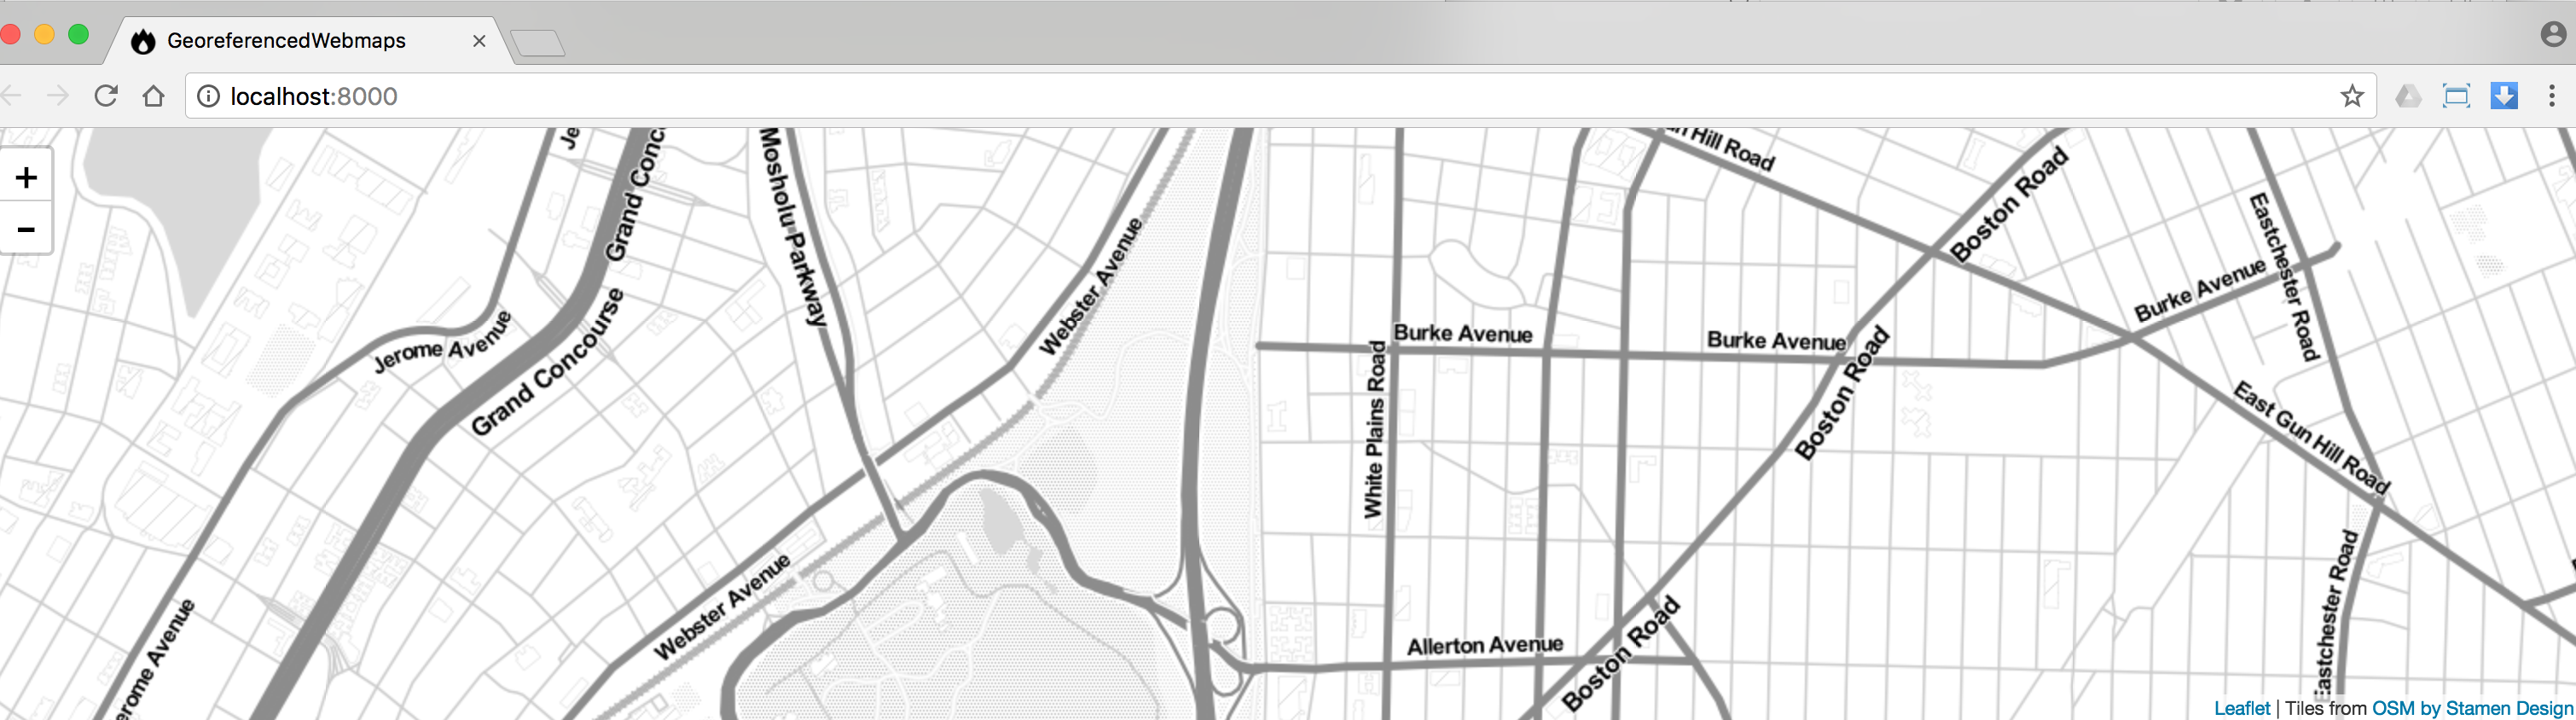 GeoreferencedWebmaps
localhost:8000
+
-
Grand Conc
Grand Concourse
Jerome Avenue
erome Avenue
Mosholu Parkway
Webster Avenue
Webster Avenue
White Plains Road
Burke Avenue
Burke Avenue
Burke Avenue
Allerton Avenue
n Hill Road
Boston Road
Boston Road
Boston Road
Eastchester Road
East Gun Hill Road
Eastchester Road
Leaflet | Tiles from OSM by Stamen Design